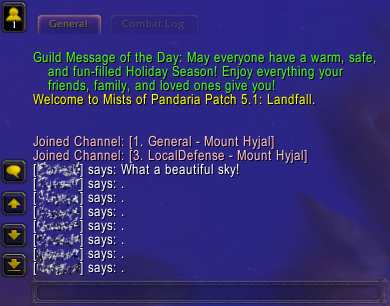 General Combat Log
Guild Message of the Day: May everyone have a warm, safe,
and fun-filled Holiday Season! Enjoy everything your
friends, family, and loved ones give you!
Welcome to Mists of Pandaria Patch 5.1: Landfall.
Joined Channel: [1. General - Mount Hyjal]
Joined Channel: [3. LocalDefense - Mount Hyjal]
[ ] says: What a beautiful sky!
[ ] says: .
[ ] says: .
[ ] says: .
[ ] says: .
[ ] says: .
[ ] says: .
[ ] says: .